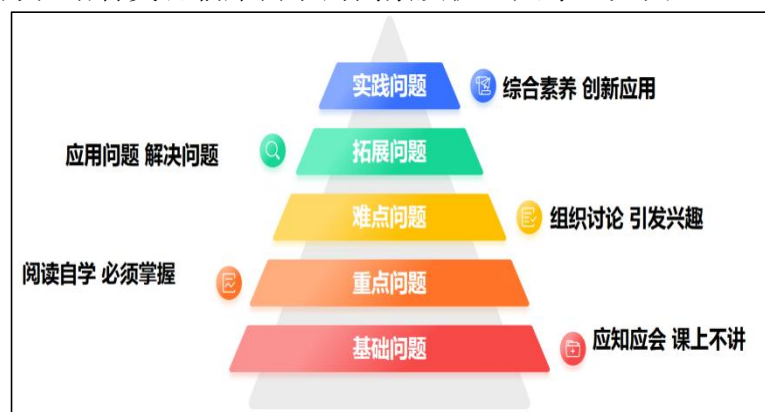 实践问题
综合素养 创新应用
应用问题 解决问题
拓展问题
难点问题
组织讨论 引发兴趣
阅读自学 必须掌握
重点问题
基础问题
应知应会 课上不讲